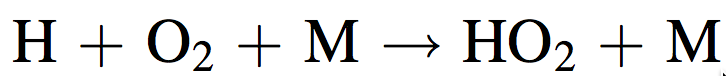 H + O₂ + M → HO₂ + M